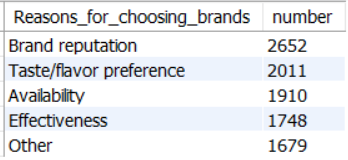 Reasons_for_choosing_brands number
Brand reputation 2652
Taste/flavor preference 2011
Availability 1910
Effectiveness 1748
Other 1679